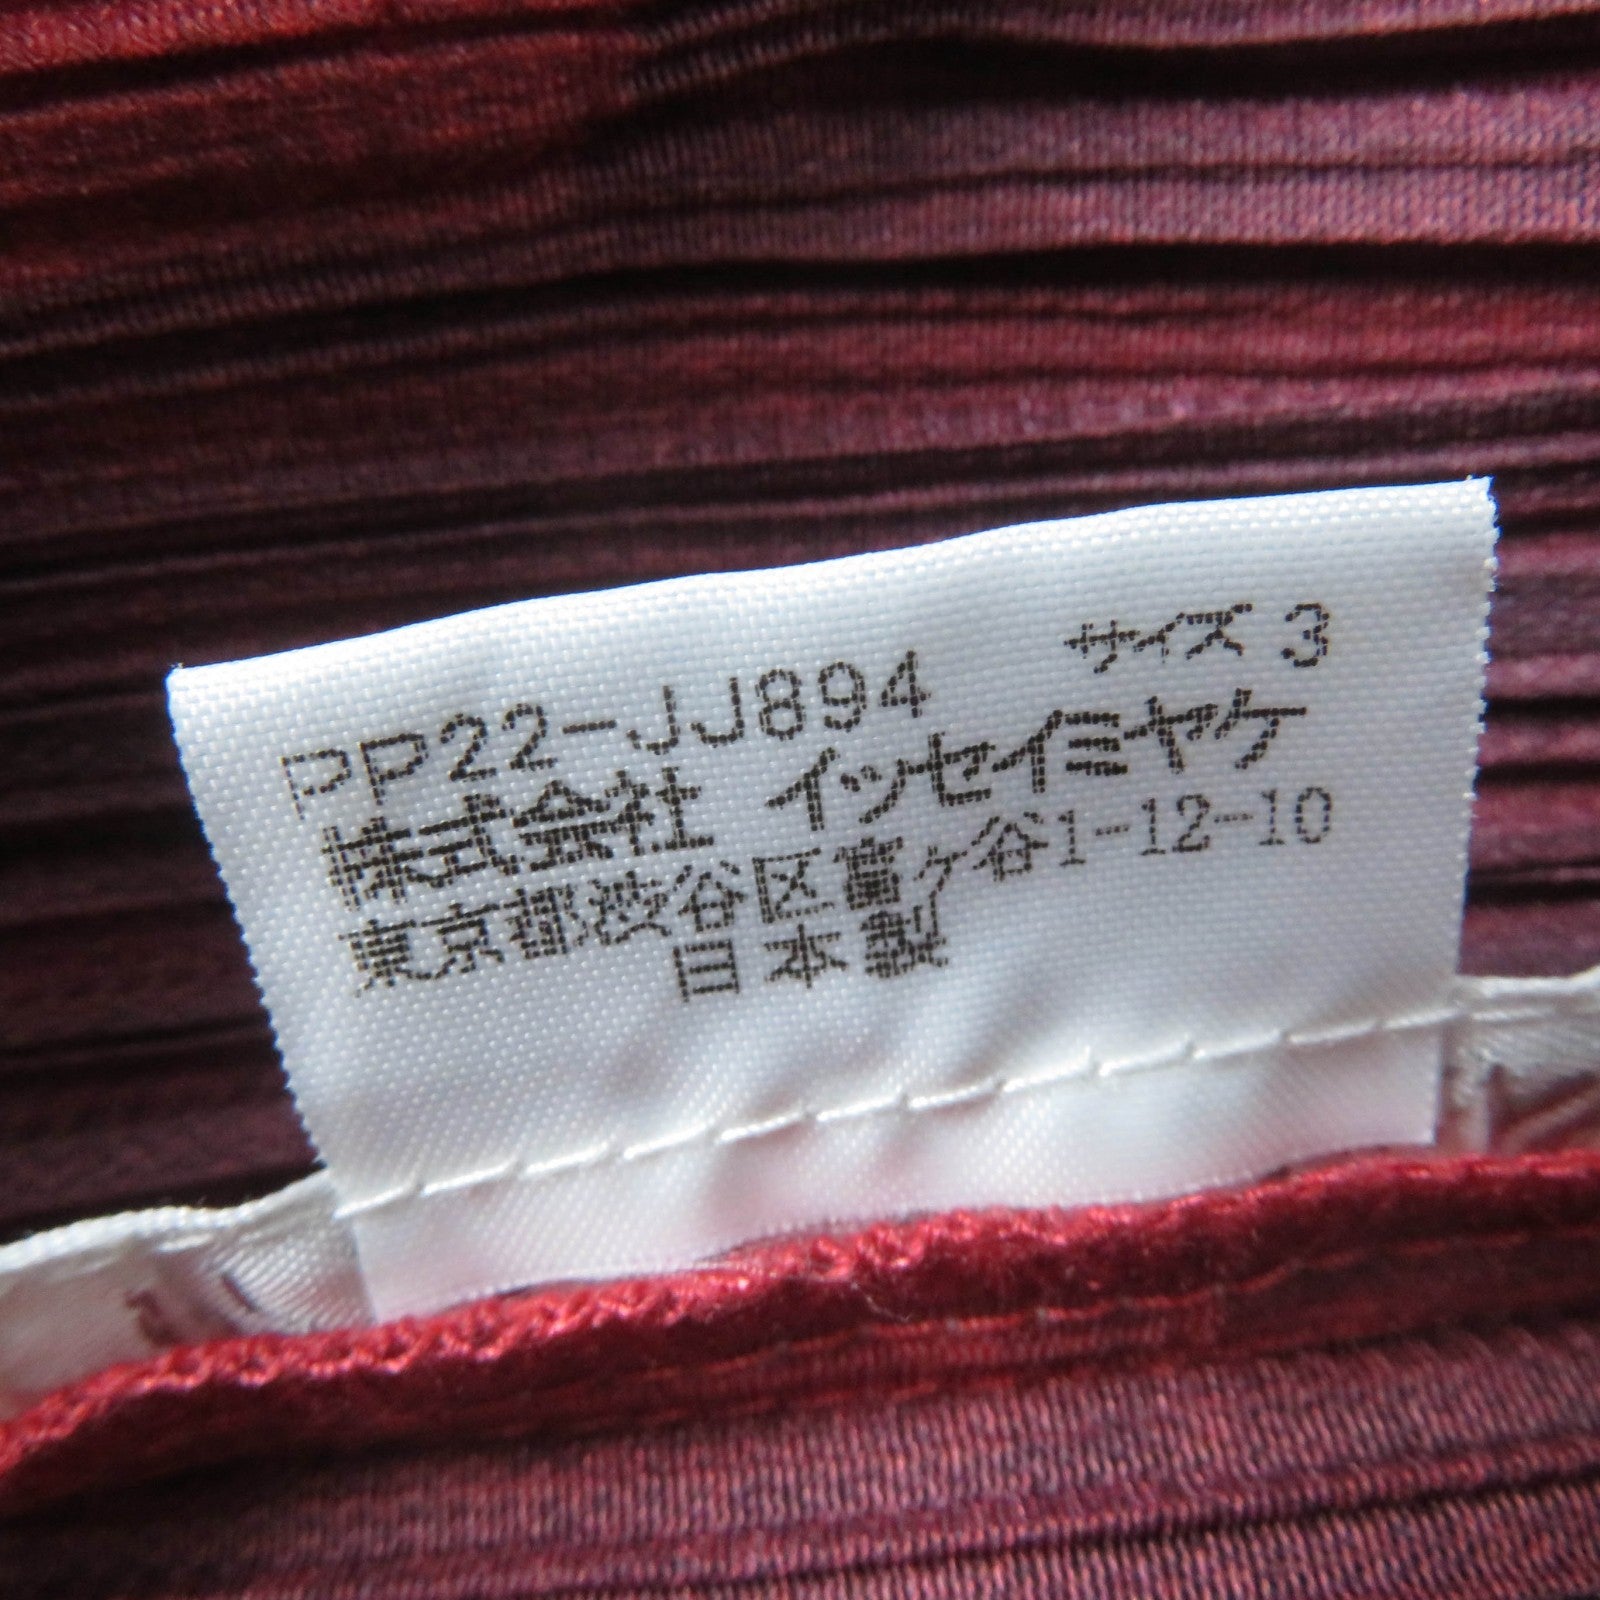 PP22-JJ894 サイズ 3
株式会社 イッセイミヤケ
東京都渋谷区富ヶ谷1-12-10
日本製